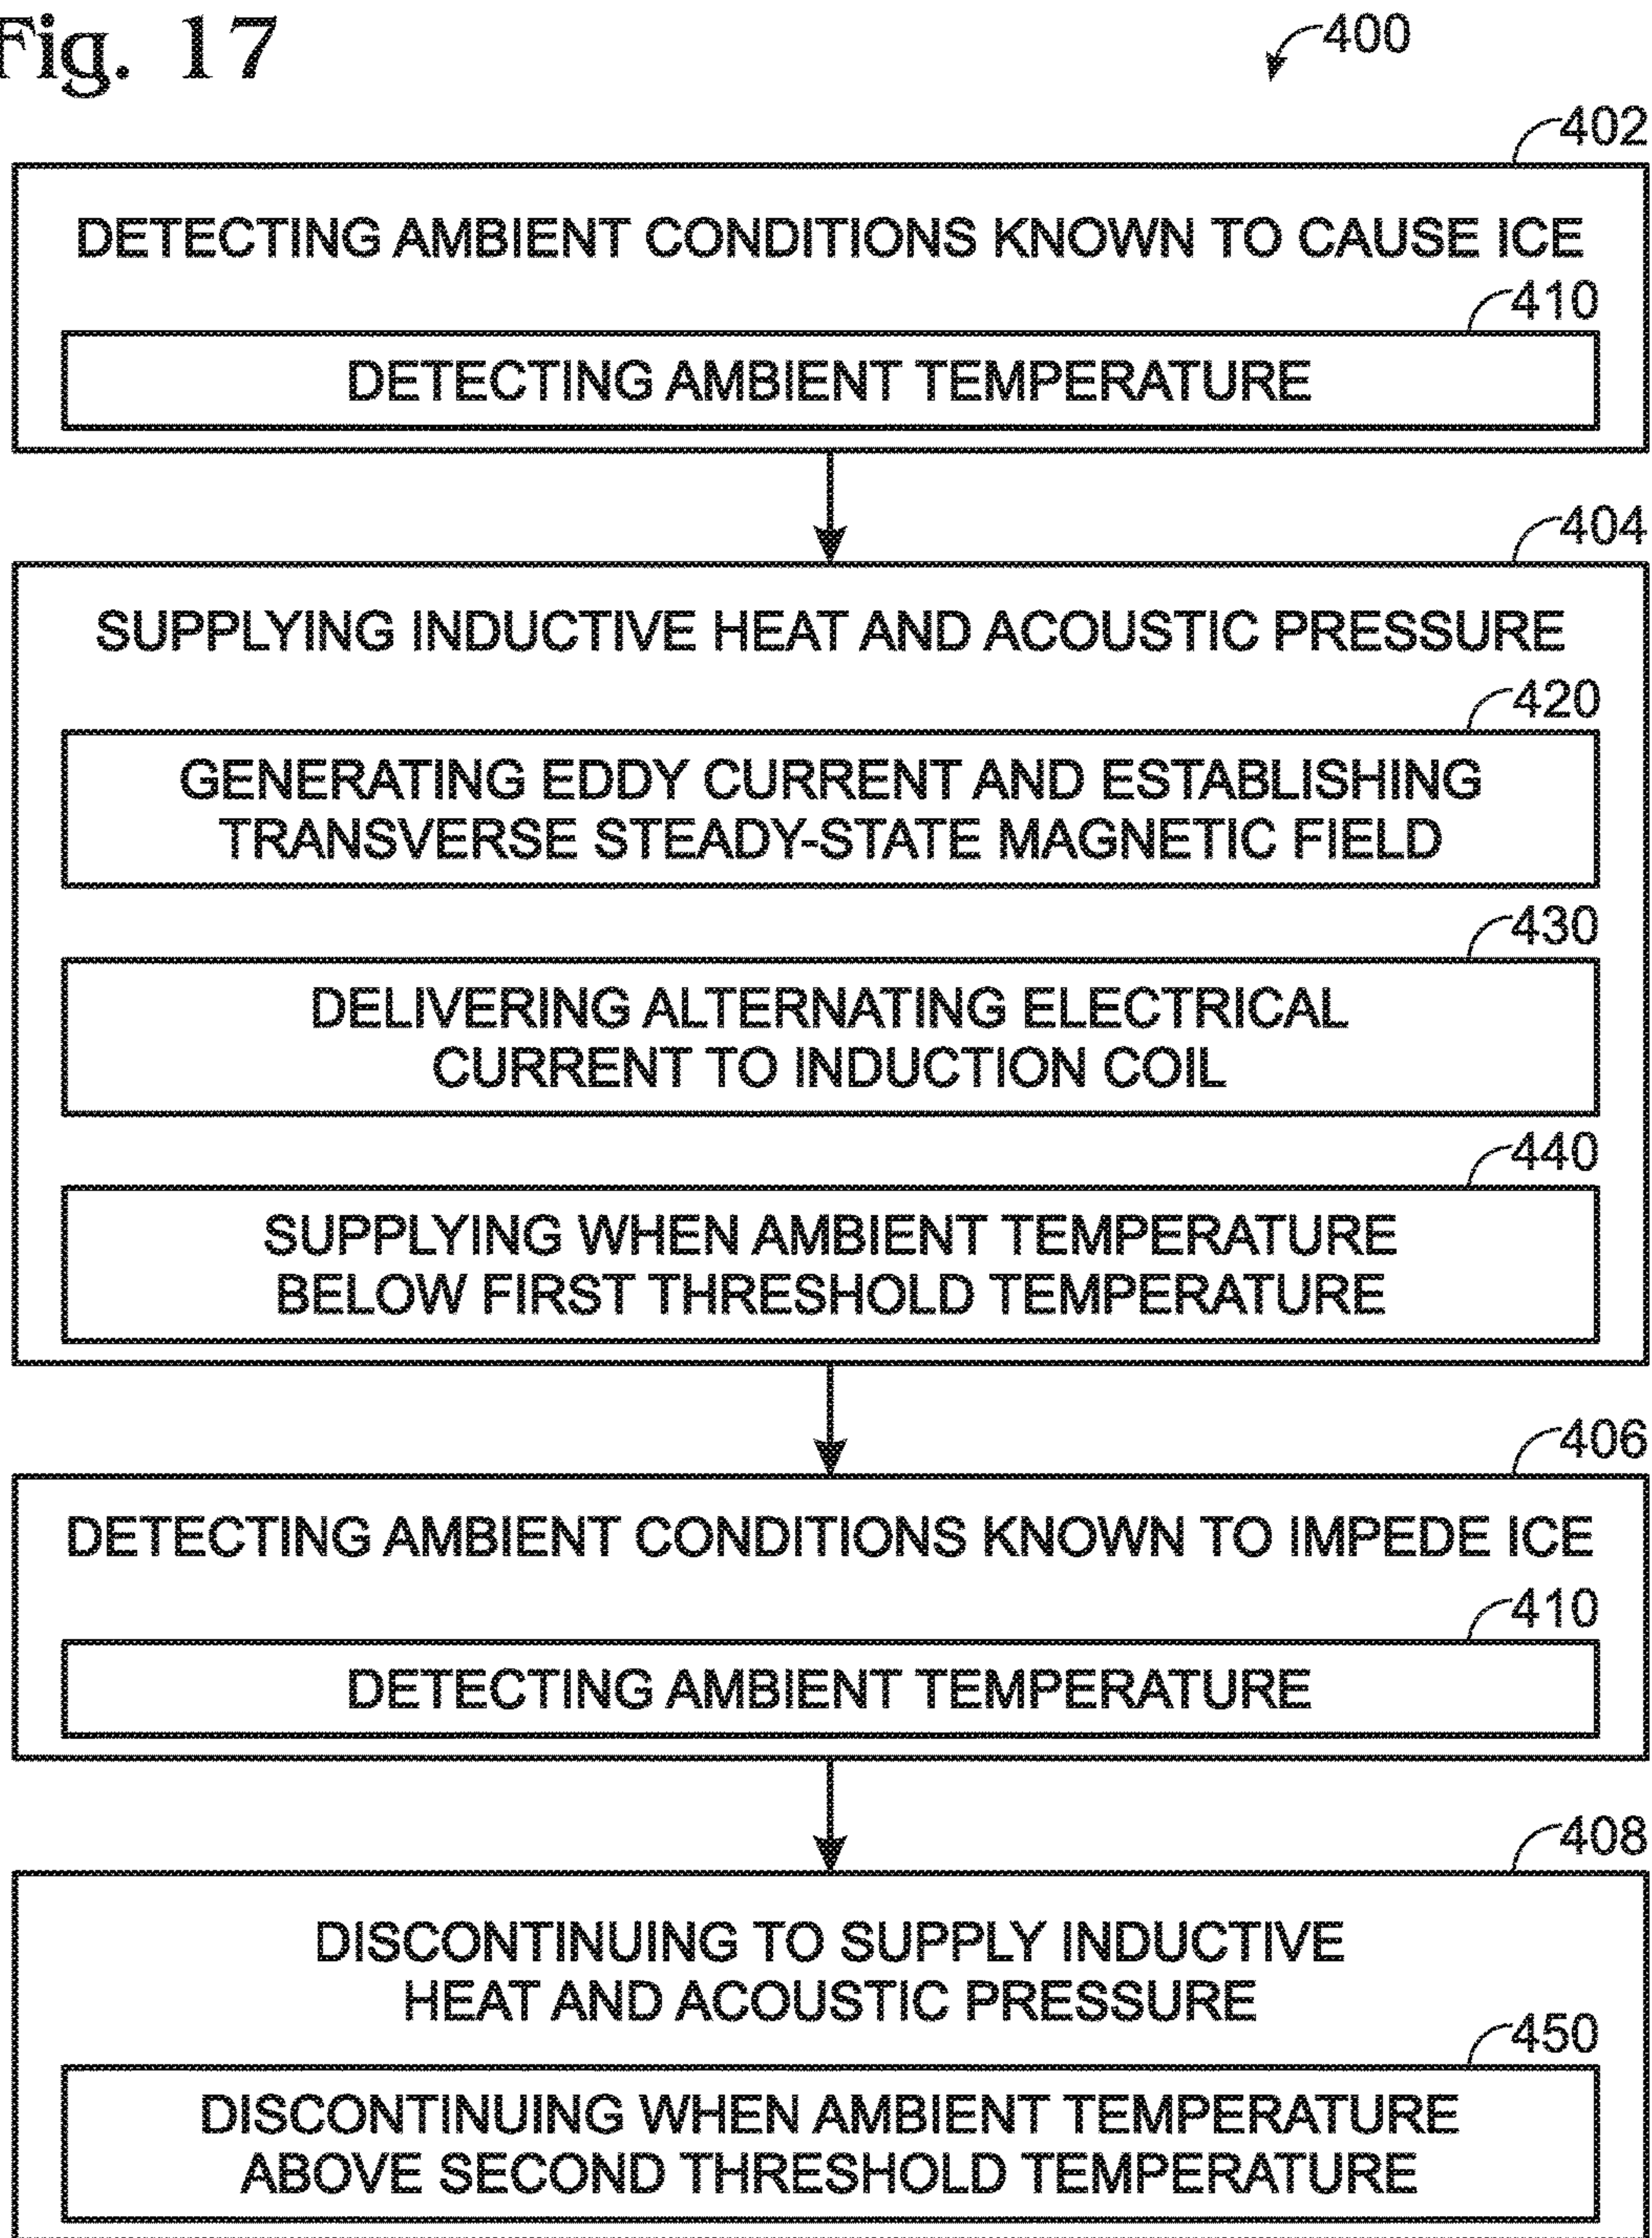 Fig. 17
400
402
DETECTING AMBIENT CONDITIONS KNOWN TO CAUSE ICE
410
DETECTING AMBIENT TEMPERATURE
404
SUPPLYING INDUCTIVE HEAT AND ACOUSTIC PRESSURE
420
GENERATING EDDY CURRENT AND ESTABLISHING
TRANSVERSE STEADY-STATE MAGNETIC FIELD
430
DELIVERING ALTERNATING ELECTRICAL
CURRENT TO INDUCTION COIL
440
SUPPLYING WHEN AMBIENT TEMPERATURE
BELOW FIRST THRESHOLD TEMPERATURE
406
DETECTING AMBIENT CONDITIONS KNOWN TO IMPEDE ICE
410
DETECTING AMBIENT TEMPERATURE
408
DISCONTINUING TO SUPPLY INDUCTIVE
HEAT AND ACOUSTIC PRESSURE
450
DISCONTINUING WHEN AMBIENT TEMPERATURE
ABOVE SECOND THRESHOLD TEMPERATURE